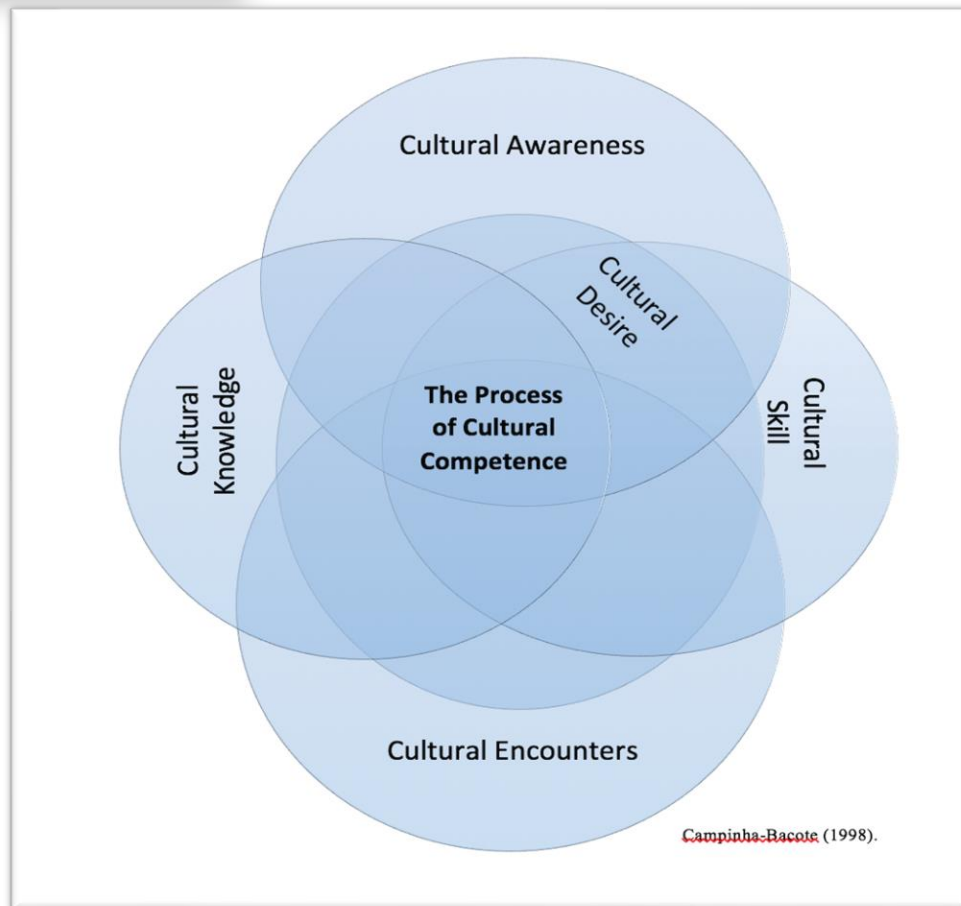 Cultural Awareness
Cultural
Desire
Cultural
Knowledge
The Process
of Cultural
Competence
Cultural
Skill
Cultural Encounters
Campinha-Bacote (1998).